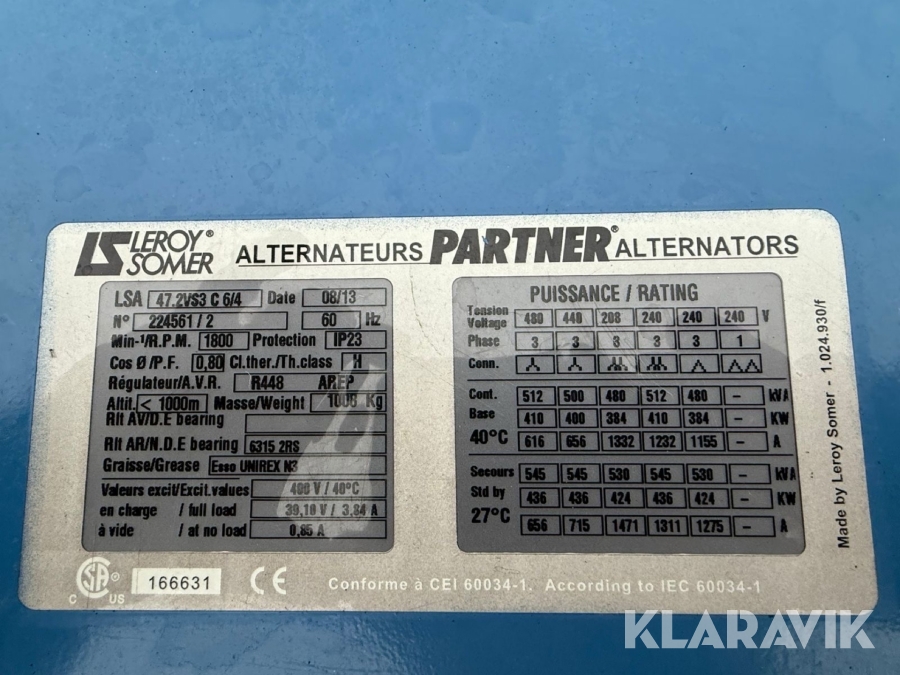 LS LEROY® SOMER ALTERNATEURS PARTNER® ALTERNATORS
LSA 47.2VS3 C 6/4 Date 08/13
N° 224561 / 2 60 Hz
Min-¹/R.P.M. 1800 Protection IP23
Cos Ø /P.F. 0,80 Cl.ther./Th.class H
Régulateur/A.V.R. R448 AREP
Altit. < 1000m Masse/Weight 1006 Kg
Rlt AV/D.E bearing
Rlt AR/N.D.E bearing 6315 2RS
Graisse/Grease Esso UNIREX N3
Valeurs excit/Excit.values 400 V / 40°C
en charge / full load 39,10 V / 3,84 A
à vide / at no load 0,85 A
PUISSANCE / RATING
Tension
Voltage 480 440 208 240 240 240 V
Phase 3 3 3 3 3 1
Conn.
Cont. 512 500 480 512 480 – kVA
Base 410 400 384 410 384 – KW
40°C 616 656 1332 1232 1155 – A
Secours 545 545 530 545 530 – kVA
Std by 436 436 424 436 424 – KW
27°C 656 715 1471 1311 1275 – A
Made by Leroy Somer - 1.024.930/f
C SA® US 166631 CE Conforme à CEI 60034-1. According to IEC 60034-1
KLARAVIK